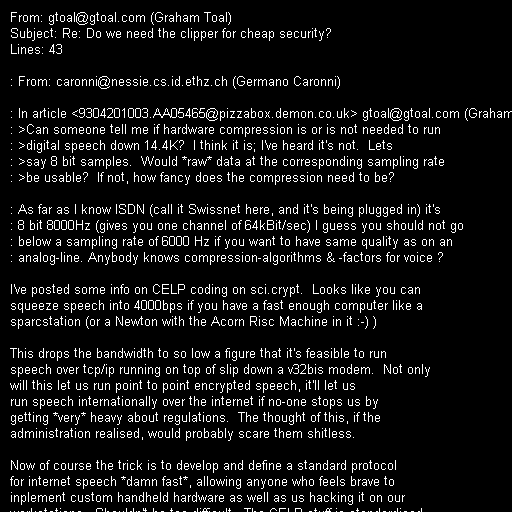 From: gtoal@gtoal.com (Graham Toal)
Subject: Re: Do we need the clipper for cheap security?
Lines: 43

: From: caronni@nessie.cs.id.ethz.ch (Germano Caronni)

: In article <9304201003.AA05465@pizzabox.demon.co.uk> gtoal@gtoal.com (Graham
: >Can someone tell me if hardware compression is or is not needed to run
: >digital speech down 14.4K?  I think it is; I've heard it's not.  Lets
: >say 8 bit samples.  Would *raw* data at the corresponding sampling rate
: >be usable?  If not, how fancy does the compression need to be?

: As far as I know ISDN (call it Swissnet here, and it's being plugged in) it's
: 8 bit 8000Hz (gives you one channel of 64kBit/sec) I guess you should not go
: below a sampling rate of 6000 Hz if you want to have same quality as on an
: analog-line. Anybody knows compression-algorithms & -factors for voice ?

I've posted some info on CELP coding on sci.crypt.  Looks like you can
squeeze speech into 4000bps if you have a fast enough computer like a
sparcstation (or a Newton with the Acorn Risc Machine in it :-) )

This drops the bandwidth to so low a figure that it's feasible to run
speech over tcp/ip running on top of slip down a v32bis modem.  Not only
will this let us run point to point encrypted speech, it'll let us
run speech internationally over the internet if no-one stops us by
getting *very* heavy about regulations.  The thought of this, if the
administration realised, would probably scare them shitless.

Now of course the trick is to develop and define a standard protocol
for internet speech *damn fast*, allowing anyone who feels brave to
inplement custom handheld hardware as well as us hacking it on our
workstations.  Shouldn't be too difficult.  The CELP stuff is standardised